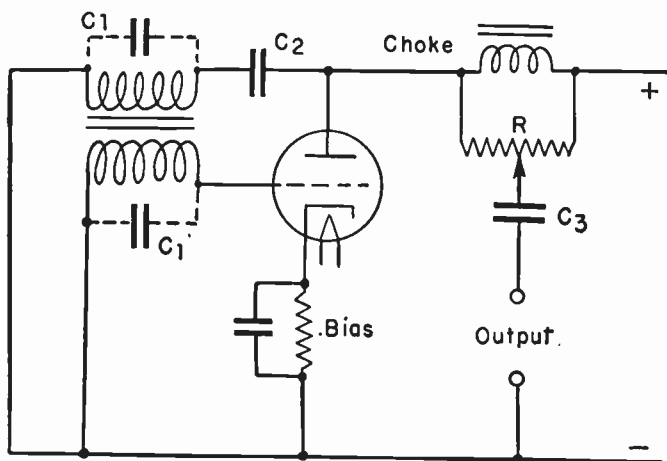 C1
C2
Choke
+
R
C3
C1
.Bias
Output.
-